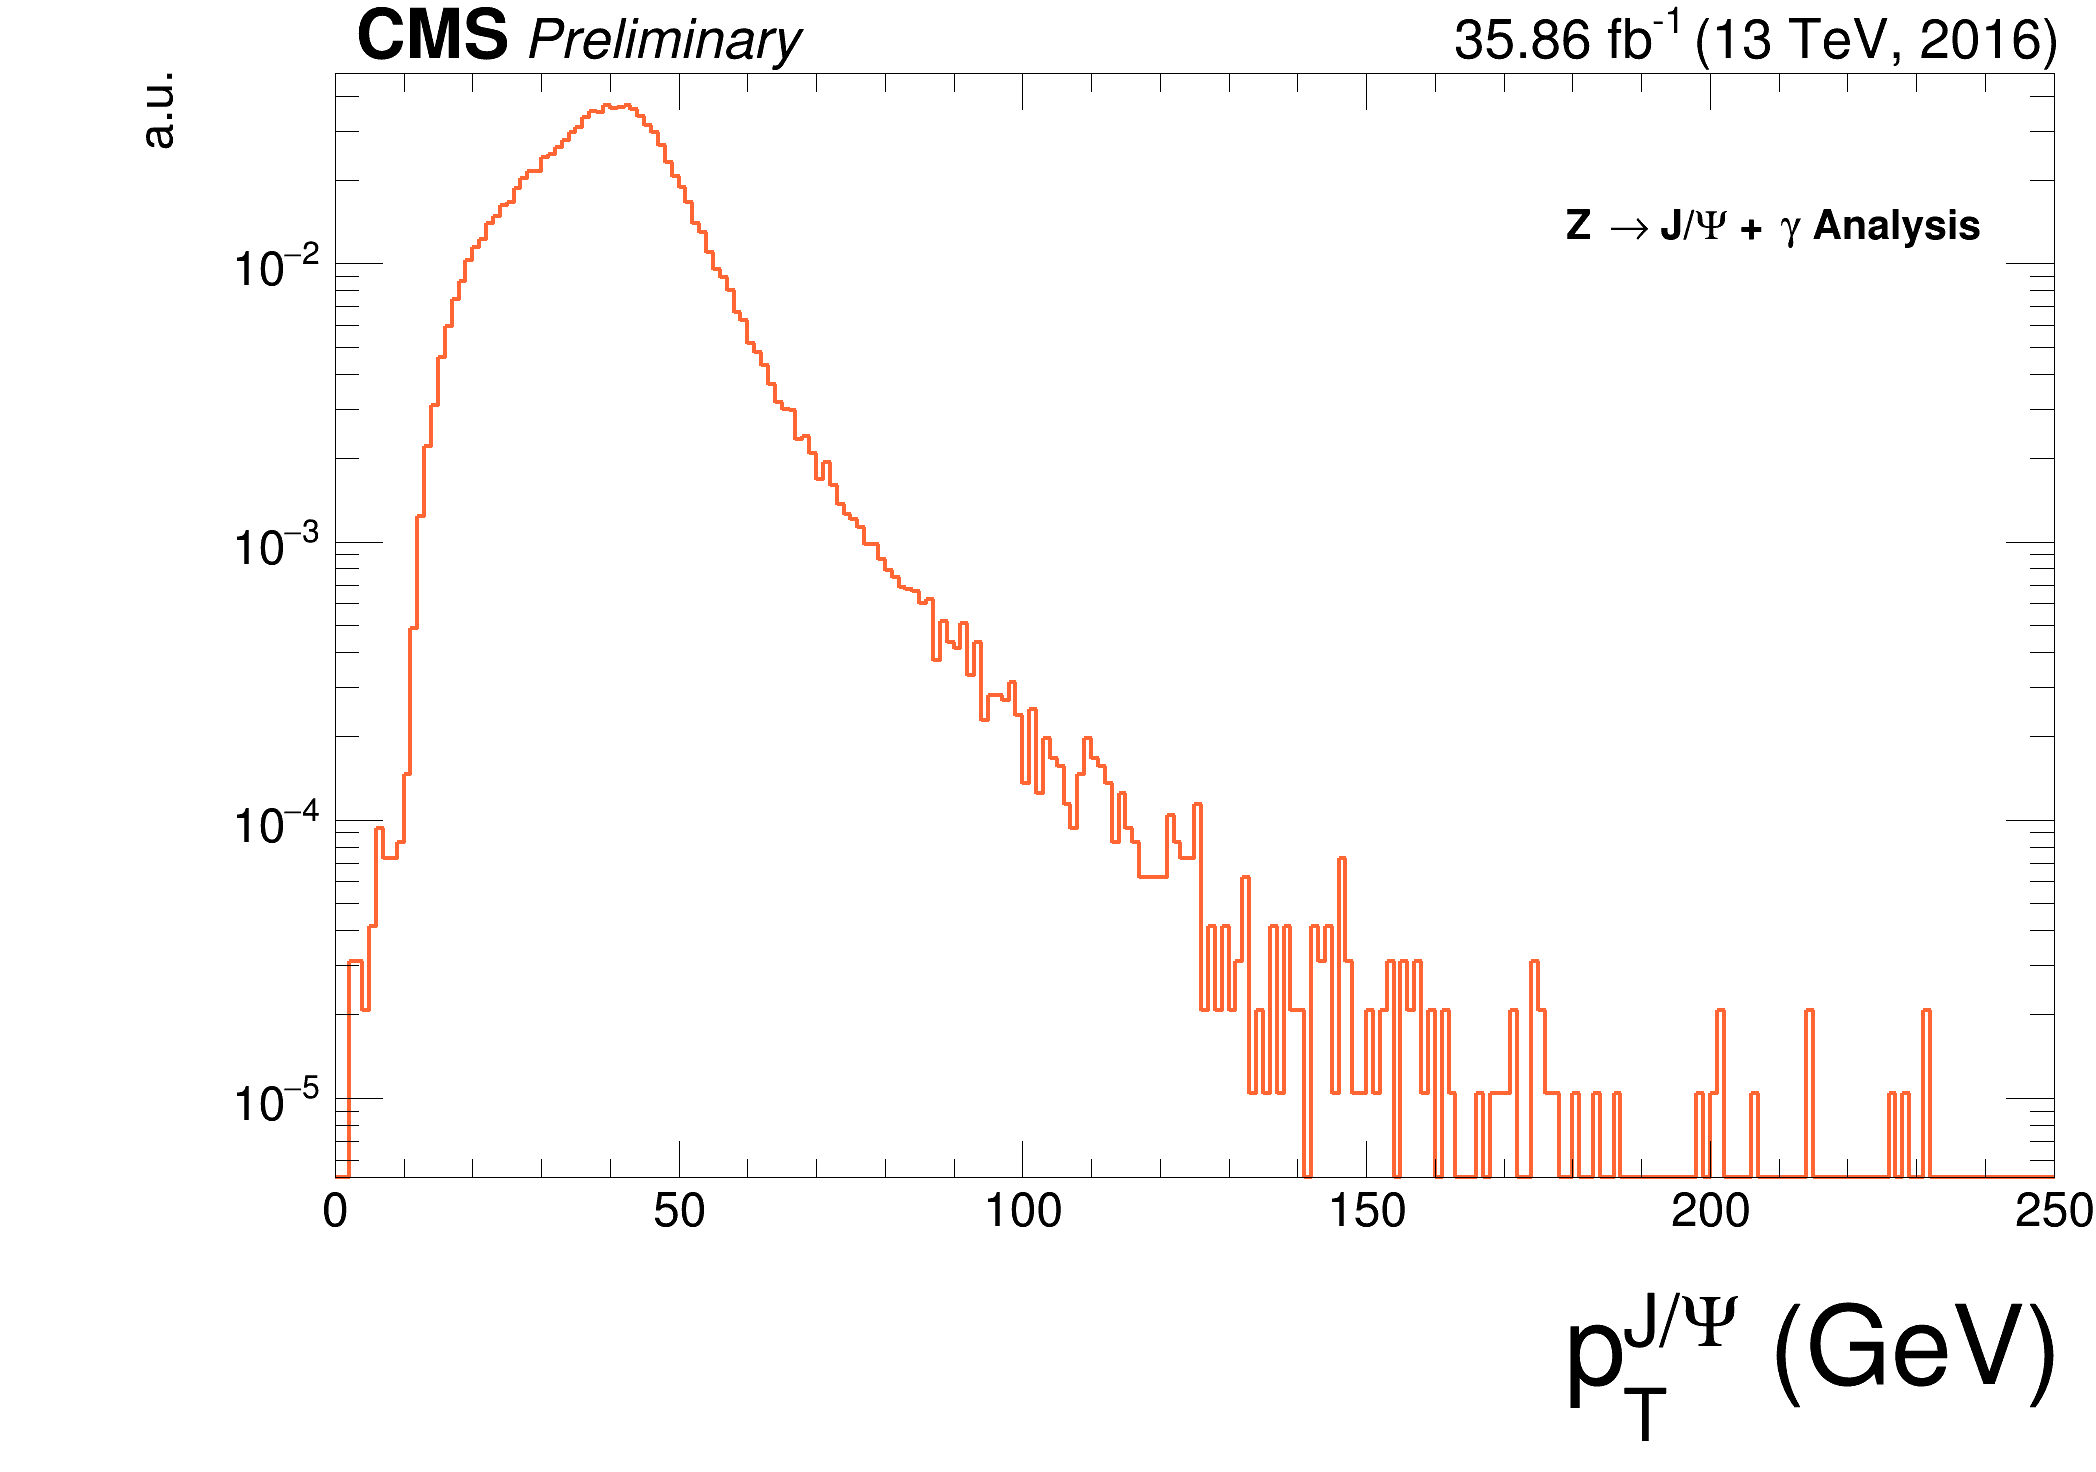 CMS Preliminary 35.86 fb⁻¹ (13 TeV, 2016)
a.u.
Z → J/Ψ + γ Analysis
10⁻²
10⁻³
10⁻⁴
10⁻⁵
0 50 100 150 200 250
p_T^{J/Ψ} (GeV)